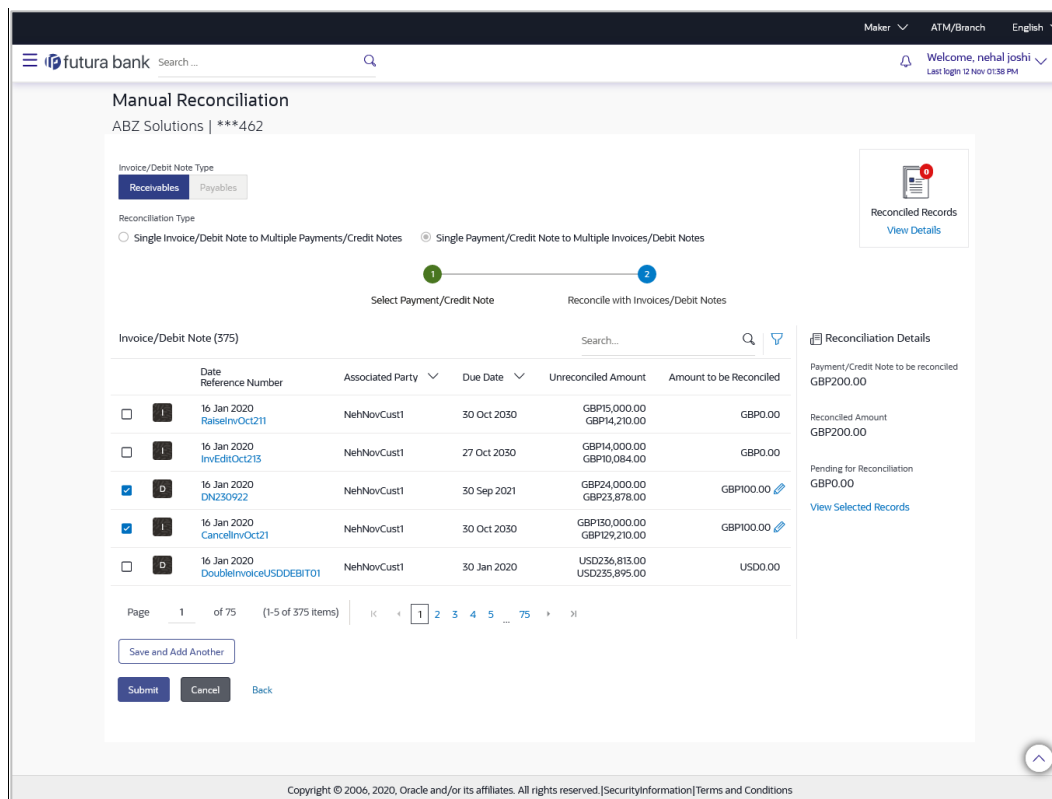 Maker ATM/Branch English
futura bank Search ... Welcome, nehal joshi
Last login 12 Nov 01:38 PM
Manual Reconciliation
ABZ Solutions | ***462
Invoice/Debit Note Type
Receivables Payables
0
Reconciled Records
View Details
Reconciliation Type
Single Invoice/Debit Note to Multiple Payments/Credit Notes Single Payment/Credit Note to Multiple Invoices/Debit Notes
1 2
Select Payment/Credit Note Reconcile with Invoices/Debit Notes
Invoice/Debit Note (375) Search...
Date
Reference Number Associated Party Due Date Unreconciled Amount Amount to be Reconciled
I 16 Jan 2020
RaiseInvOct211 NehNovCust1 30 Oct 2030 GBP15,000.00
GBP14,210.00 GBP0.00
I 16 Jan 2020
InvEditOct213 NehNovCust1 27 Oct 2030 GBP14,000.00
GBP10,084.00 GBP0.00
D 16 Jan 2020
DN230922 NehNovCust1 30 Sep 2021 GBP24,000.00
GBP23,878.00 GBP100.00
I 16 Jan 2020
CancelInvOct21 NehNovCust1 30 Oct 2030 GBP130,000.00
GBP129,210.00 GBP100.00
D 16 Jan 2020
DoubleInvoiceUSDDEBIT01 NehNovCust1 30 Jan 2020 USD236,813.00
USD235,895.00 USD0.00
Page 1 of 75 (1-5 of 375 items) 1 2 3 4 5 ... 75
Reconciliation Details
Payment/Credit Note to be reconciled
GBP200.00
Reconciled Amount
GBP200.00
Pending for Reconciliation
GBP0.00
View Selected Records
Save and Add Another
Submit Cancel Back
Copyright © 2006, 2020, Oracle and/or its affiliates. All rights reserved.|SecurityInformation|Terms and Conditions